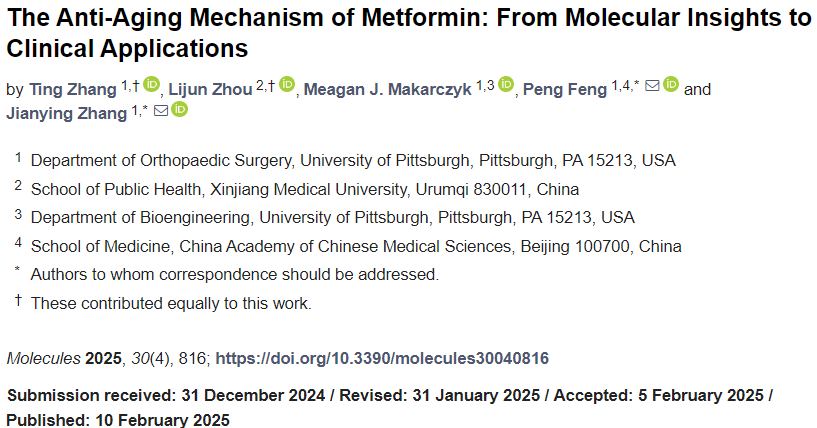 The Anti-Aging Mechanism of Metformin: From Molecular Insights to
Clinical Applications
by Ting Zhang 1,† iD, Lijun Zhou 2,† iD, Meagan J. Makarczyk 1,3 iD, Peng Feng 1,4,* iD and
Jianying Zhang 1,* iD
1 Department of Orthopaedic Surgery, University of Pittsburgh, Pittsburgh, PA 15213, USA
2 School of Public Health, Xinjiang Medical University, Urumqi 830011, China
3 Department of Bioengineering, University of Pittsburgh, Pittsburgh, PA 15213, USA
4 School of Medicine, China Academy of Chinese Medical Sciences, Beijing 100700, China
* Authors to whom correspondence should be addressed.
† These contributed equally to this work.
Molecules 2025, 30(4), 816; https://doi.org/10.3390/molecules30040816
Submission received: 31 December 2024 / Revised: 31 January 2025 / Accepted: 5 February 2025 /
Published: 10 February 2025